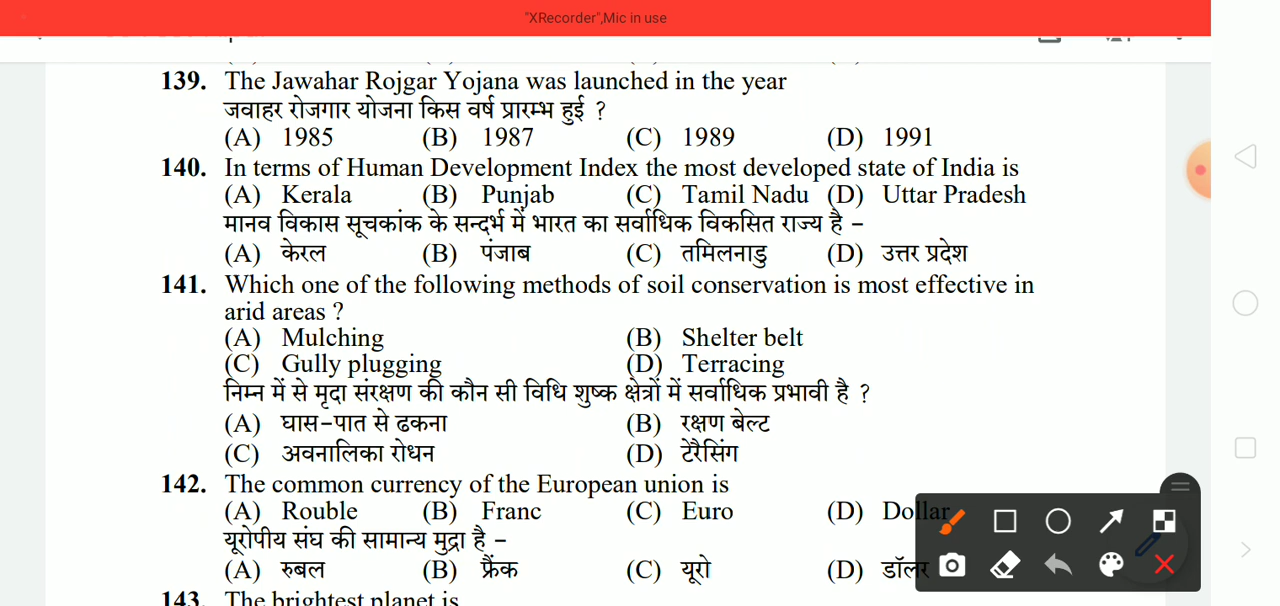 "XRecorder",Mic in use
139. The Jawahar Rojgar Yojana was launched in the year
जवाहर रोजगार योजना किस वर्ष प्रारम्भ हुई ?
(A) 1985 (B) 1987 (C) 1989 (D) 1991
140. In terms of Human Development Index the most developed state of India is
(A) Kerala (B) Punjab (C) Tamil Nadu (D) Uttar Pradesh
मानव विकास सूचकांक के सन्दर्भ में भारत का सर्वाधिक विकसित राज्य है –
(A) केरल (B) पंजाब (C) तमिलनाडु (D) उत्तर प्रदेश
141. Which one of the following methods of soil conservation is most effective in
arid areas ?
(A) Mulching (B) Shelter belt
(C) Gully plugging (D) Terracing
निम्न में से मृदा संरक्षण की कौन सी विधि शुष्क क्षेत्रों में सर्वाधिक प्रभावी है ?
(A) घास-पात से ढकना (B) रक्षण बेल्ट
(C) अवनालिका रोधन (D) टेरैसिंग
142. The common currency of the European union is
(A) Rouble (B) Franc (C) Euro (D) Dollar
यूरोपीय संघ की सामान्य मुद्रा है –
(A) रुबल (B) फ्रैंक (C) यूरो (D) डॉलर
143. The brightest planet is